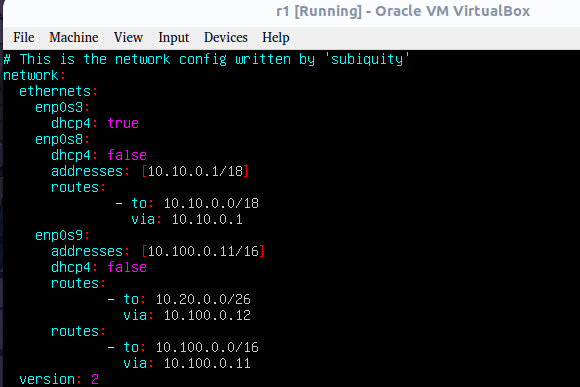 r1 [Running] - Oracle VM VirtualBox
File Machine View Input Devices Help
# This is the network config written by 'subiquity'
network:
  ethernets:
    enp0s3:
      dhcp4: true
    enp0s8:
      dhcp4: false
      addresses: [10.10.0.1/18]
      routes:
              - to: 10.10.0.0/18
                via: 10.10.0.1
    enp0s9:
      addresses: [10.100.0.11/16]
      dhcp4: false
      routes:
             - to: 10.20.0.0/26
               via: 10.100.0.12
      routes:
             - to: 10.100.0.0/16
               via: 10.100.0.11
  version: 2